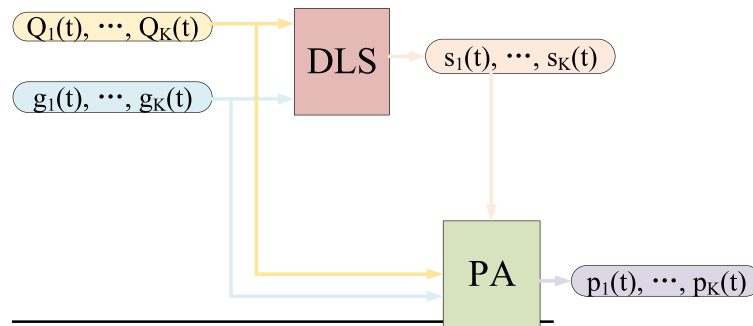 Q₁(t), ⋯, Qₖ(t)
DLS
s₁(t), ⋯, sₖ(t)
g₁(t), ⋯, gₖ(t)
PA
p₁(t), ⋯, pₖ(t)